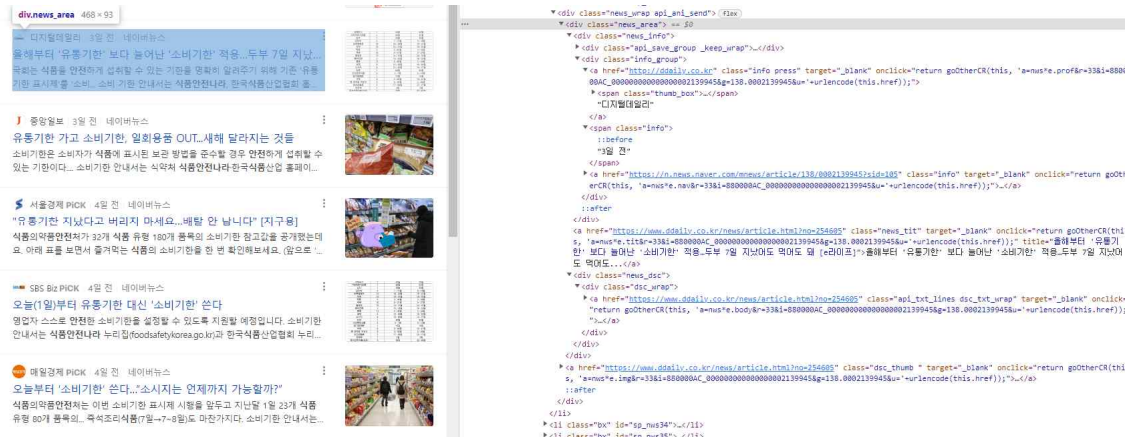 div.news_area 468 × 93
디지털데일리 3일 전 네이버뉴스
올해부터 '유통기한' 보다 늘어난 '소비기한' 적용...두부 7일 지났...
국회는 식품을 안전하게 섭취할 수 있는 기한을 명확히 알려주기 위해 기존 '유통
기한 표시제'를 '소비... 소비 기한 안내서는 식품안전나라, 한국식품산업협회 홈...
중앙일보 3일 전 네이버뉴스
유통기한 가고 소비기한, 일회용품 OUT...새해 달라지는 것들
소비기한은 소비자가 식품에 표시된 보관 방법을 준수할 경우 안전하게 섭취할 수
있는 기한이다... 소비기한 안내서는 식약처 식품안전나라·한국식품산업 홈페이...
서울경제 PiCK 4일 전 네이버뉴스
"유통기한 지났다고 버리지 마세요...배탈 안 납니다" [지구용]
식품의약품안전처가 32개 식품 유형 180개 품목의 소비기한 참고값을 공개했는데
요. 아래 표를 보면서 즐겨먹는 식품의 소비기한을 한 번 확인해보세요. (앞으로 '...
SBS Biz PiCK 4일 전 네이버뉴스
오늘(1일)부터 유통기한 대신 '소비기한' 쓴다
영업자 스스로 안전한 소비기한을 설정할 수 있도록 지원할 예정입니다. 소비기한
안내서는 식품안전나라 누리집(foodsafetykorea.go.kr)과 한국식품산업협회 누리...
매일경제 PiCK 4일 전 네이버뉴스
오늘부터 '소비기한' 쓴다..."소시지는 언제까지 가능할까?"
식품의약품안전처는 이번 소비기한 표시제 시행을 앞두고 지난달 1일 23개 식품
유형 80개 품목의... 즉석조리식품(7일→7~8일)도 마찬가지다. 소비기한 안내서는...
▼<div class="news_wrap api_ani_send"> flex
… ▼<div class="news_area"> == $0
▼<div class="news_info">
▶<div class="api_save_group _keep_wrap">…</div>
▼<div class="info_group">
▼<a href="http://ddaily.co.kr" class="info press" target="_blank" onclick="return goOtherCR(this, 'a=nws*e.prof&r=33&i=880
00AC_000000000000000002139945&g=138.0002139945&u='+urlencode(this.href));">
▶<span class="thumb_box">…</span>
"디지털데일리"
</a>
▼<span class="info">
::before
"3일 전"
</span>
▶<a href="https://n.news.naver.com/mnews/article/138/0002139945?sid=105" class="info" target="_blank" onclick="return goOth
erCR(this, 'a=nws*e.nav&r=33&i=880000AC_000000000000000002139945&g=138.0002139945&u='+urlencode(this.href));">…</a>
</div>
::after
</div>
<a href="https://www.ddaily.co.kr/news/article.html?no=254605" class="news_tit" target="_blank" onclick="return goOtherCR(thi
s, 'a=nws*e.tit&r=33&i=880000AC_000000000000000002139945&g=138.0002139945&u='+urlencode(this.href));" title="올해부터 '유통기
한' 보다 늘어난 '소비기한' 적용…두부 7일 지났어도 먹어도 돼 [e라이프]">올해부터 '유통기한' 보다 늘어난 '소비기한' 적용…두부 7일 지났어
도 먹어도...</a>
▼<div class="news_dsc">
▼<div class="dsc_wrap">
▶<a href="https://www.ddaily.co.kr/news/article.html?no=254605" class="api_txt_lines dsc_txt_wrap" target="_blank" onclick=
"return goOtherCR(this, 'a=nws*e.body&r=33&i=880000AC_000000000000000002139945&g=138.0002139945&u='+urlencode(this.href));
">…</a>
</div>
</div>
</div>
▶<a href="https://www.ddaily.co.kr/news/article.html?no=254605" class="dsc_thumb " target="_blank" onclick="return goOtherCR(thi
s, 'a=nws*e.img&r=33&i=880000AC_000000000000000002139945&g=138.0002139945&u='+urlencode(this.href));">…</a>
::after
</div>
</li>
▶<li class="bx" id="sp_nws34">…</li>
▶<li class="bx" id="sp_nws35">…</li>